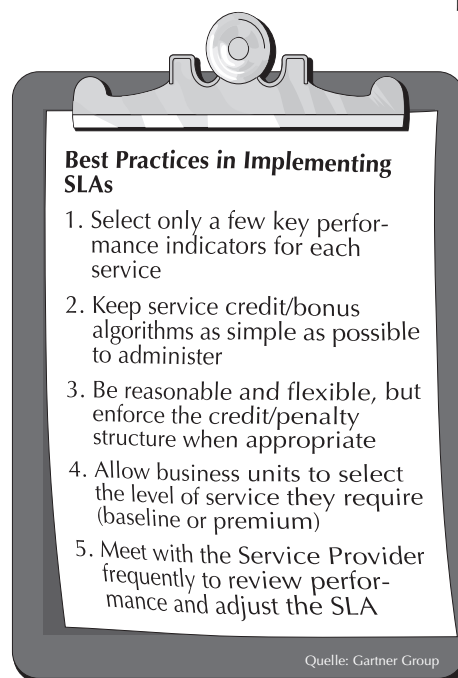 Best Practices in Implementing
SLAs
1. Select only a few key perfor-
mance indicators for each
service
2. Keep service credit/bonus
algorithms as simple as possible
to administer
3. Be reasonable and flexible, but
enforce the credit/penalty
structure when appropriate
4. Allow business units to select
the level of service they require
(baseline or premium)
5. Meet with the Service Provider
frequently to review perfor-
mance and adjust the SLA
Quelle: Gartner Group